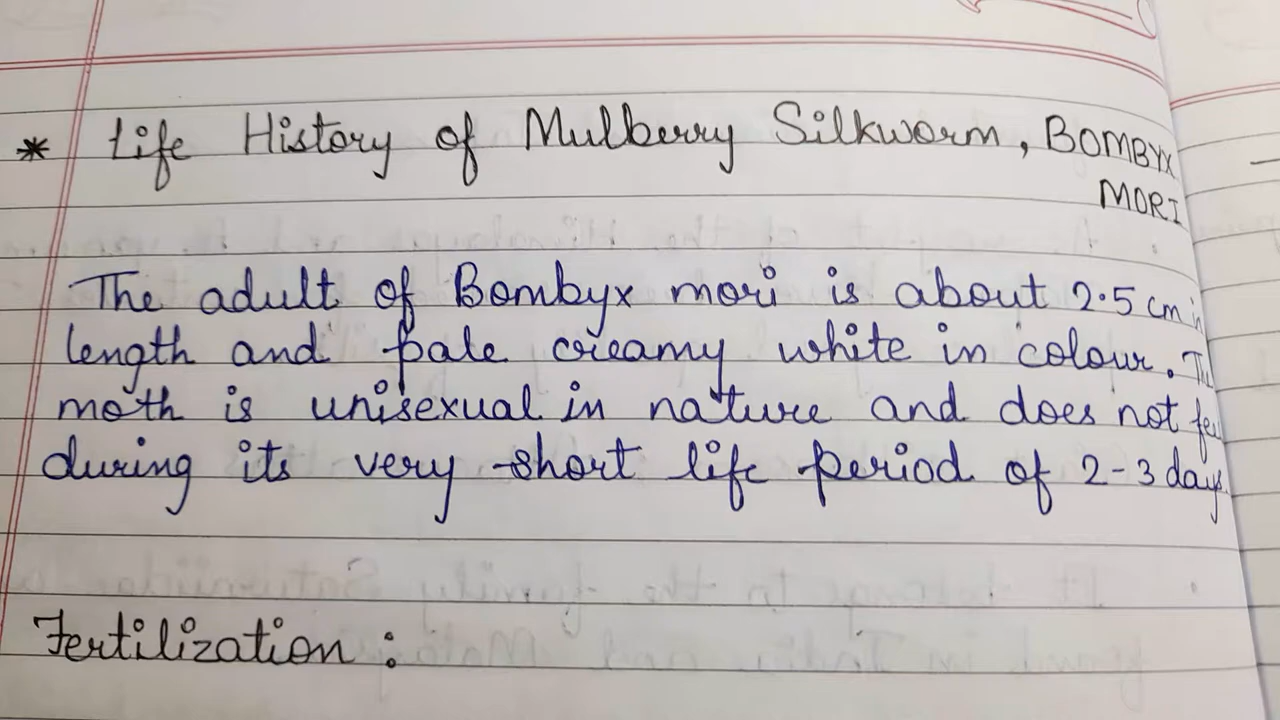 * Life History of Mulberry Silkworm, BOMBYX
MORI
The adult of Bombyx mori is about 2.5 cm in
length and pale creamy white in colour. The
moth is unisexual in nature and does not
during its very short life period of 2-3 days.
Fertilization :